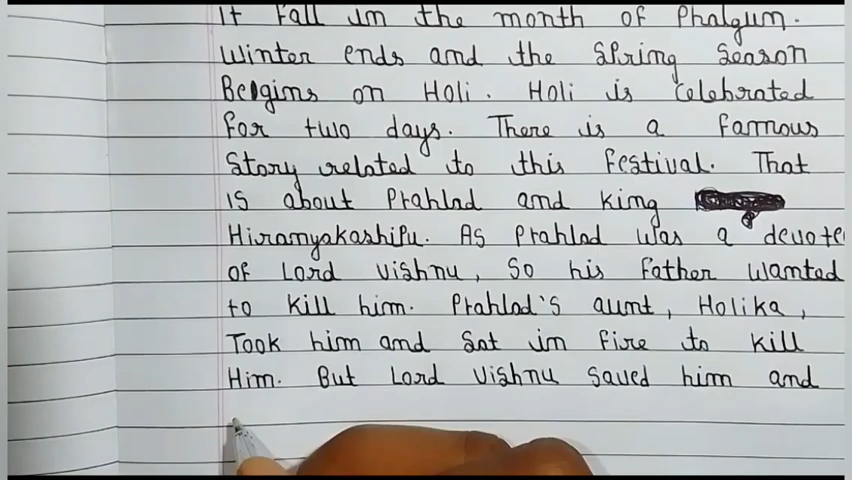 It Fall in the month of Phalgun.
Winter ends and the Spring Season
Begins on Holi. Holi is celebrated
For two days. There is a famous
Story related to this Festival. That
is about Prahlad and king
Hiranyakashipu. As Prahlad was a devote
of Lord Vishnu, So his Father wanted
to kill him. Prahlad's aunt, Holika,
Took him and Sat in Fire to kill
Him. But Lord Vishnu saved him and